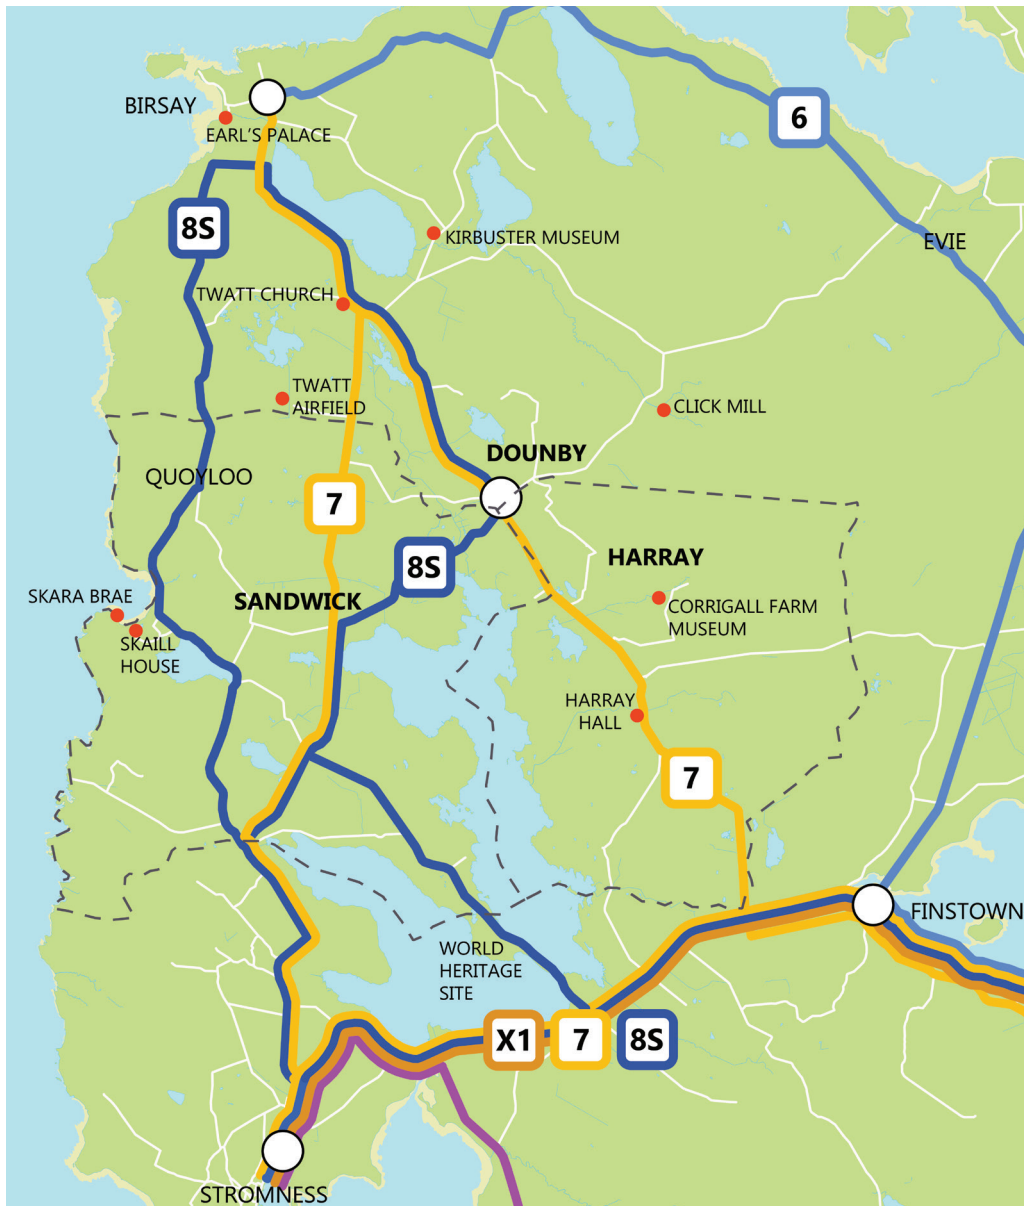 6
BIRSAY
EARL'S PALACE
8S
KIRBUSTER MUSEUM
EVIE
TWATT CHURCH
TWATT
AIRFIELD
CLICK MILL
DOUNBY
QUOYLOO
7
8S
HARRAY
SKARA BRAE
SANDWICK
CORRIGALL FARM
MUSEUM
SKAILL
HOUSE
HARRAY
HALL
7
FINSTOWN
WORLD
HERITAGE
SITE
X1
7
8S
STROMNESS